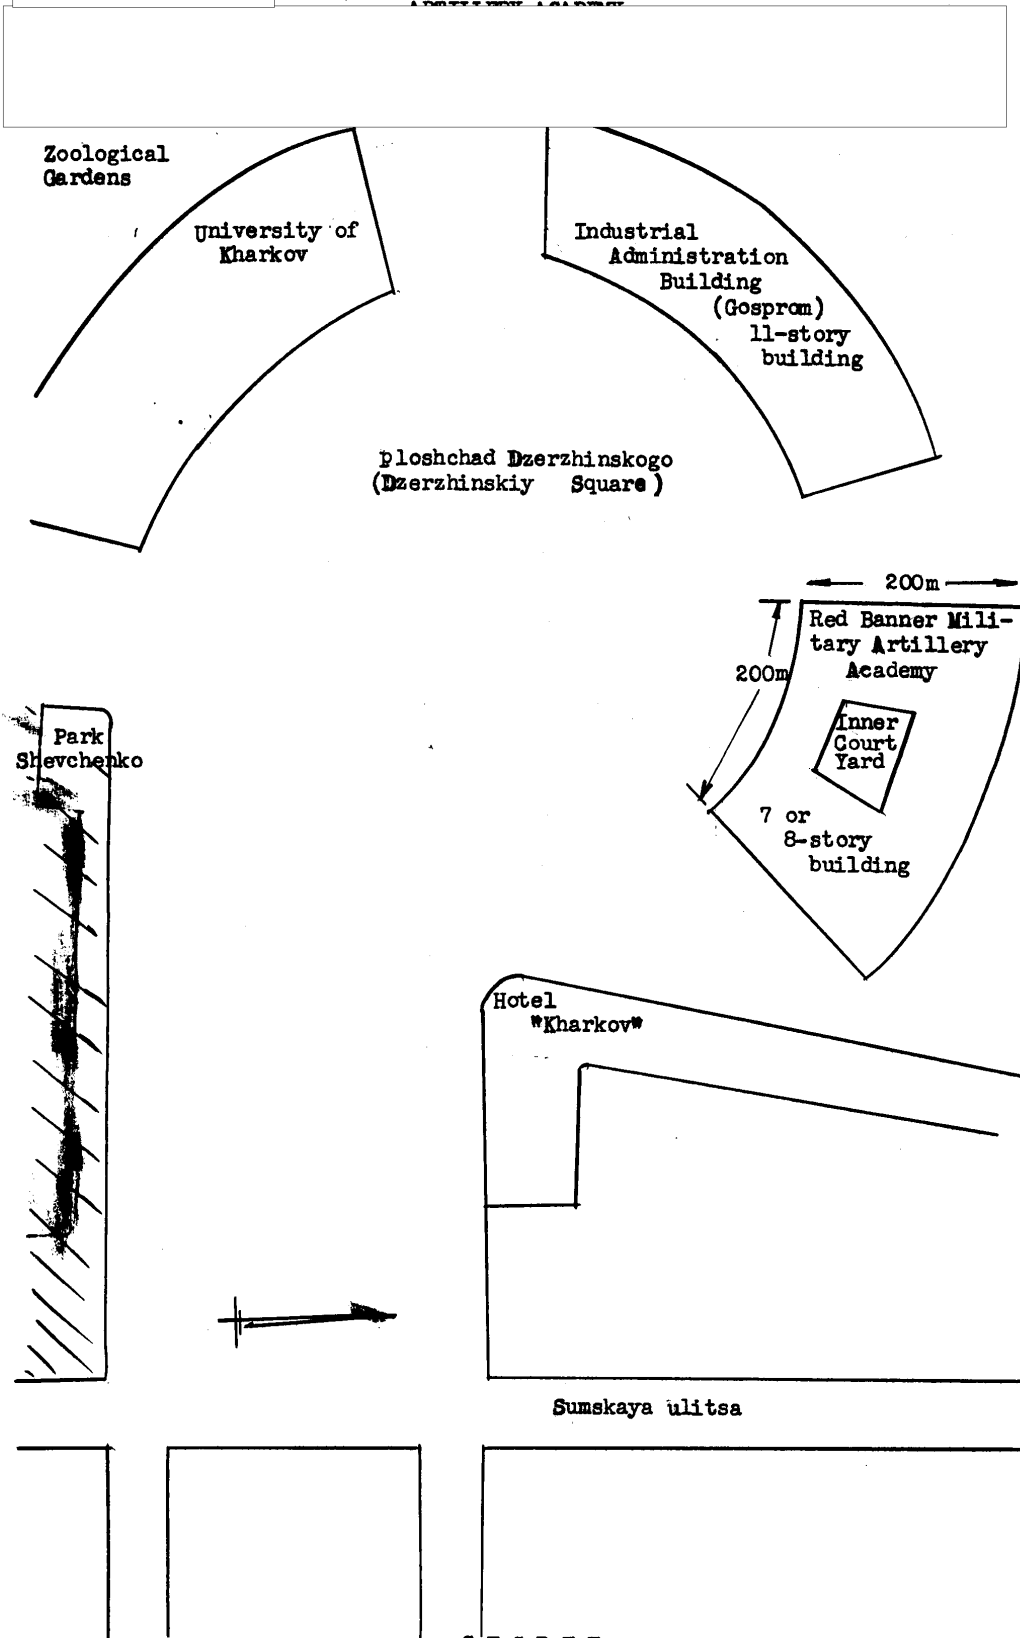 ARTILLERY ACADEMY
Zoological
Gardens
University of
Kharkov
Industrial
Administration
Building
(Gosprom)
11-story
building
ploshchad Dzerzhinskogo
(Dzerzhinskiy Square)
200m
Red Banner Mili-
tary Artillery
Academy
200m
Inner
Court
Yard
7 or
8-story
building
Park
Shevchenko
Hotel
"Kharkov"
Sumskaya ulitsa